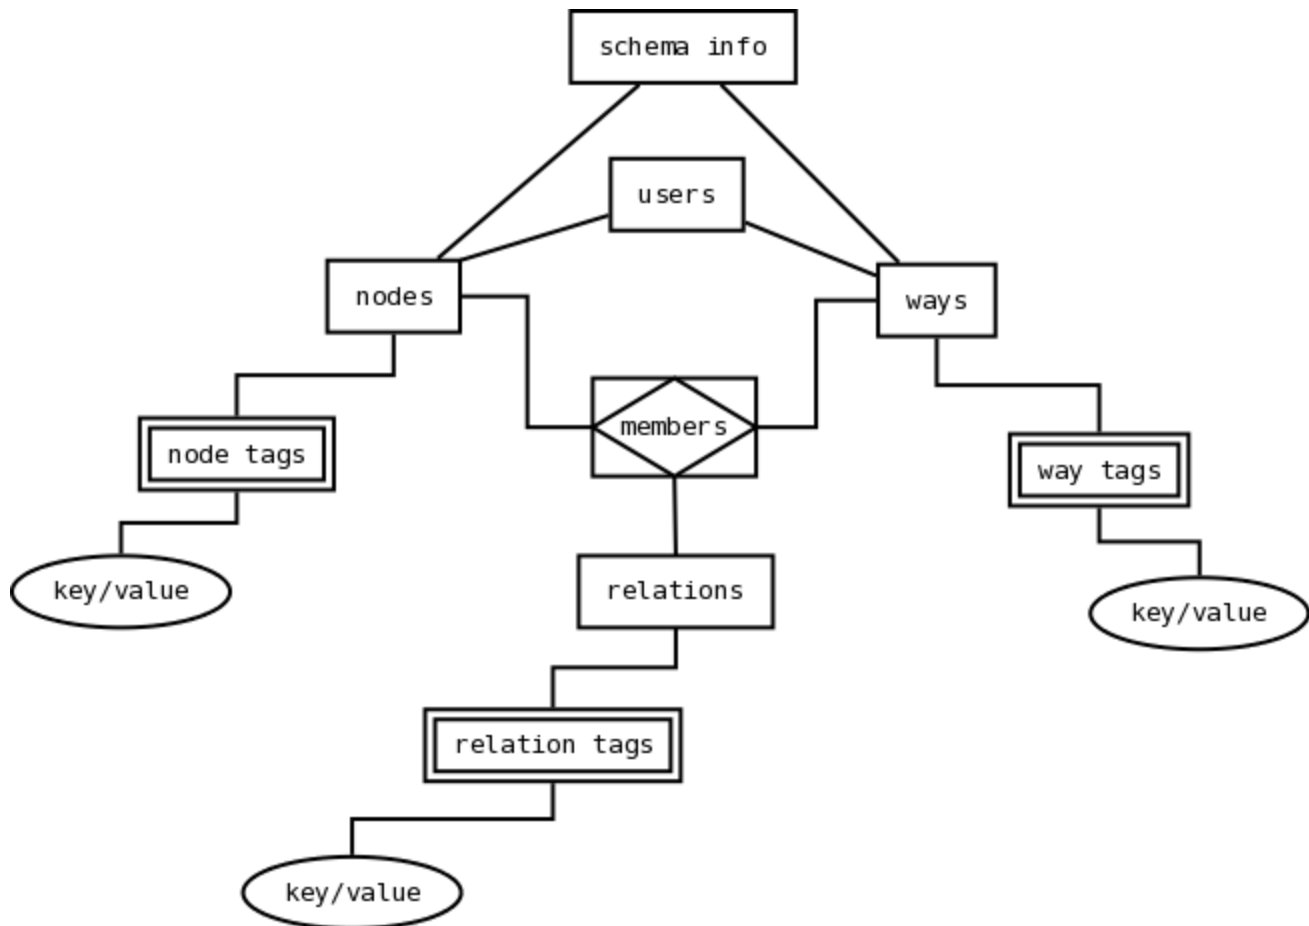 schema info
users
nodes
ways
members
node tags
way tags
key/value
relations
key/value
relation tags
key/value